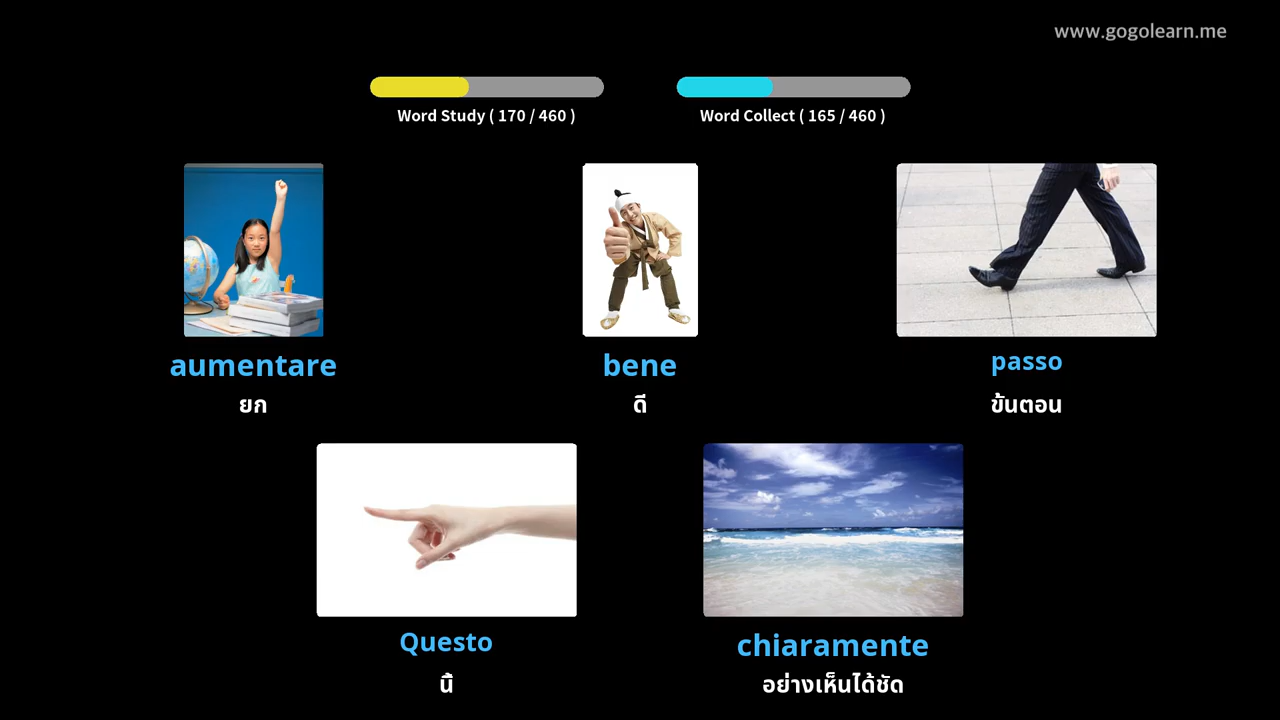 www.gogolearn.me
Word Study ( 170 / 460 )
Word Collect ( 165 / 460 )
aumentare
ยก
bene
ดี
passo
ขันตอน
Questo
นี้
chiaramente
อย่างเห็นได้ชัด